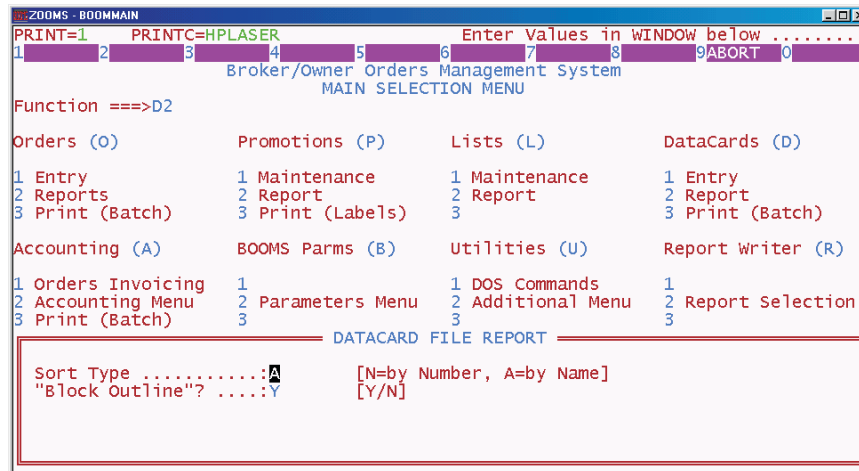 ZOOMS - BOOMMAIN
PRINT=1 PRINTC=HPLASER Enter Values in WINDOW below ........
1 2 3 4 5 6 7 8 9ABORT 0
Broker/Owner Orders Management System
MAIN SELECTION MENU
Function ===>D2
Orders (O) Promotions (P) Lists (L) DataCards (D)
1 Entry 1 Maintenance 1 Maintenance 1 Entry
2 Reports 2 Report 2 Report 2 Report
3 Print (Batch) 3 Print (Labels) 3 3 Print (Batch)
Accounting (A) BOOMS Parms (B) Utilities (U) Report Writer (R)
1 Orders Invoicing 1 1 DOS Commands 1
2 Accounting Menu 2 Parameters Menu 2 Additional Menu 2 Report Selection
3 Print (Batch) 3 3 3
DATACARD FILE REPORT
Sort Type ...........:A [N=by Number, A=by Name]
"Block Outline"? ....:Y [Y/N]